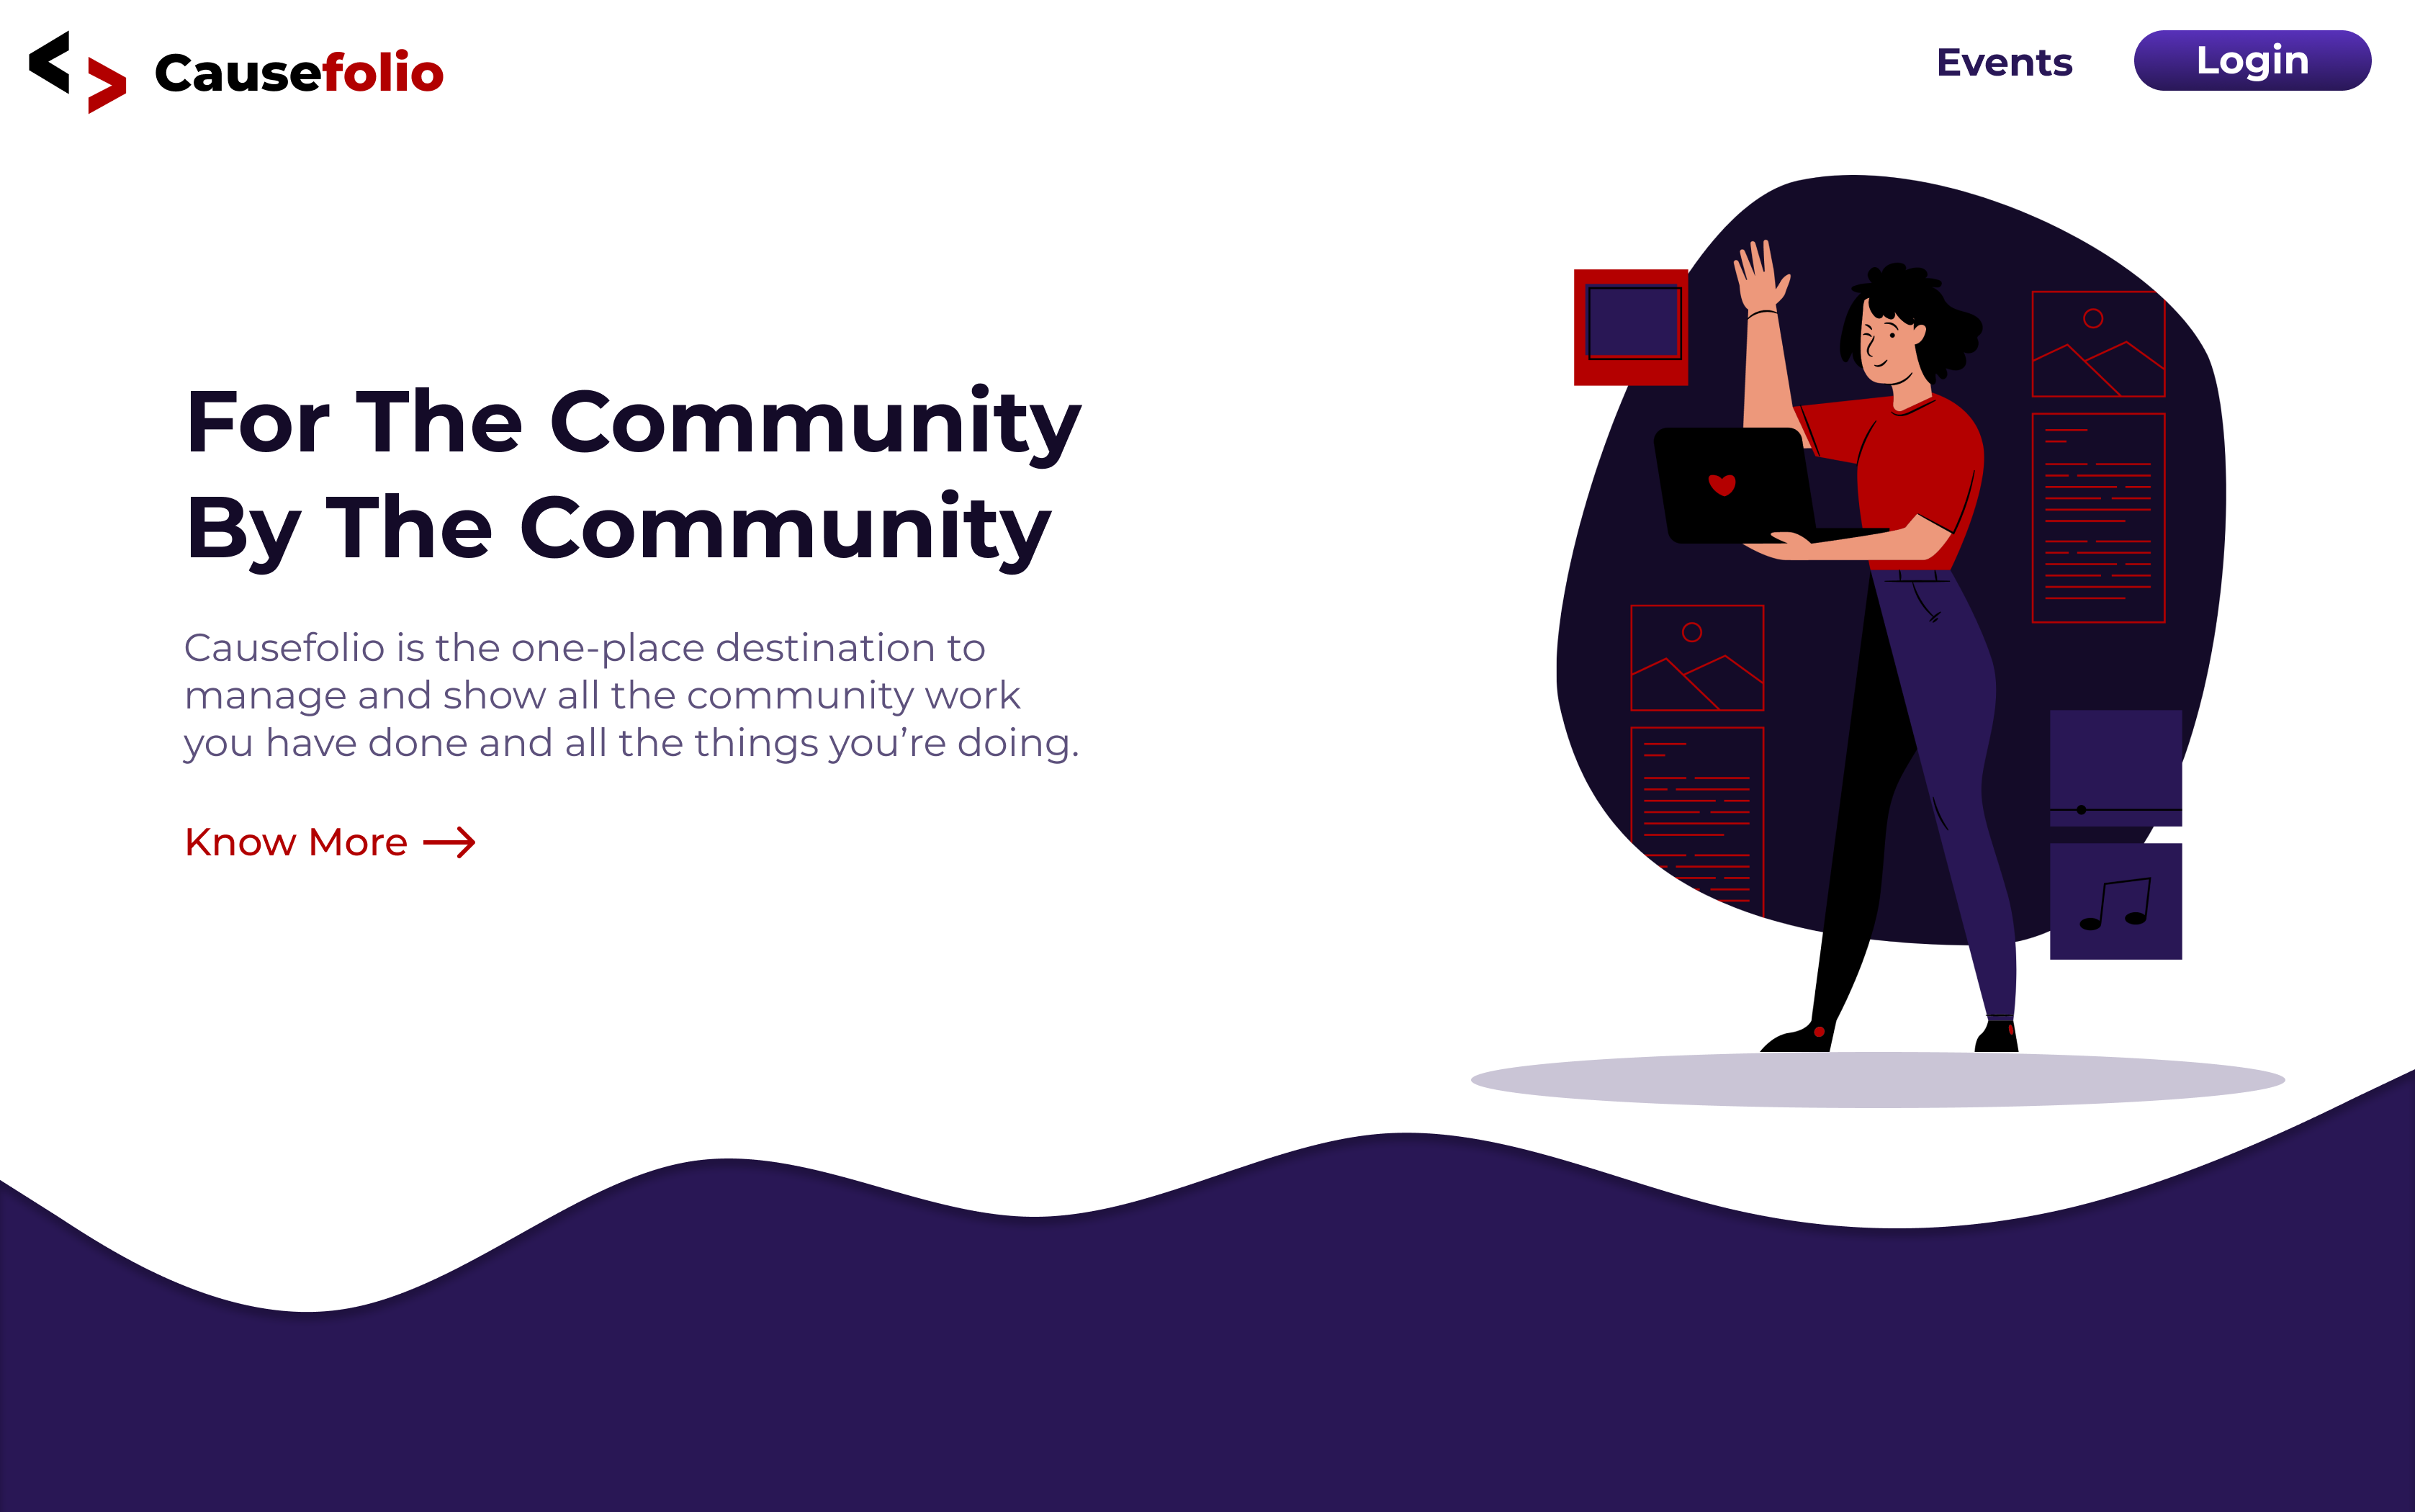 Causefolio
Events
Login
For The Community
By The Community
Causefolio is the one-place destination to
manage and show all the community work
you have done and all the things you’re doing.
Know More